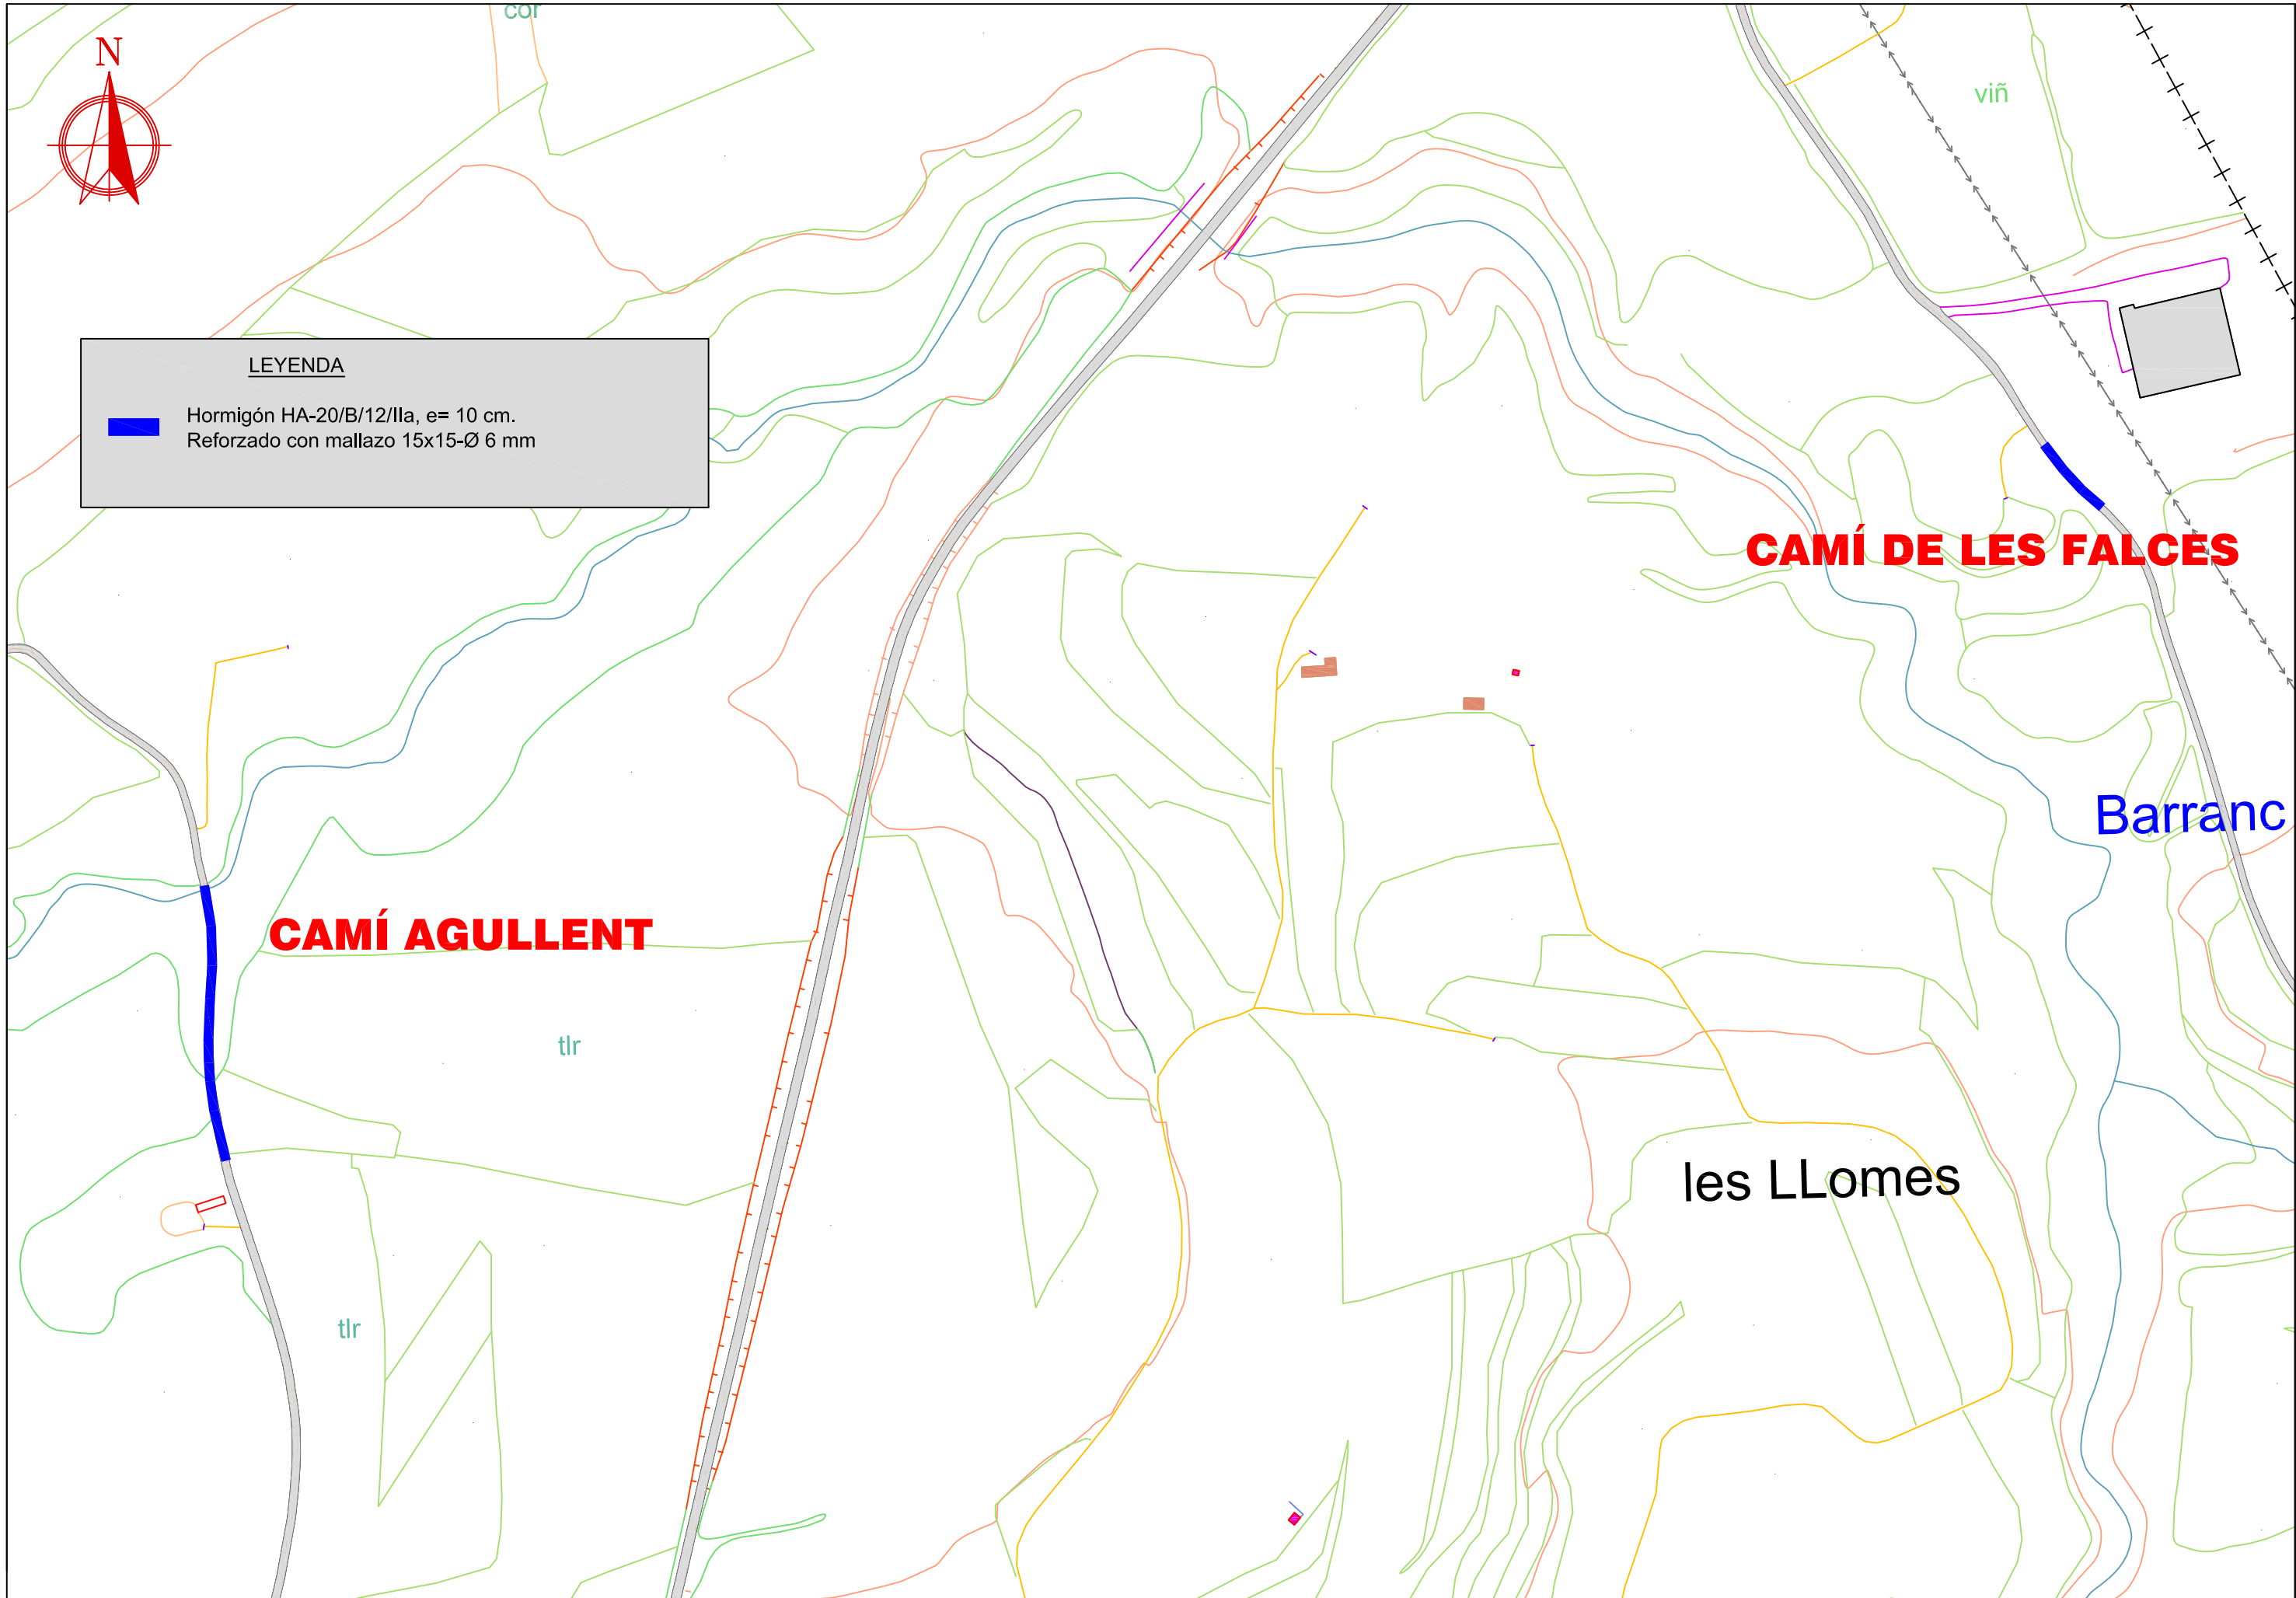 cor
N
viñ
LEYENDA
Hormigón HA-20/B/12/IIa, e= 10 cm.
Reforzado con mallazo 15x15-Ø 6 mm
CAMÍ DE LES FALCES
Barranc
CAMÍ AGULLENT
tlr
les LLomes
tlr